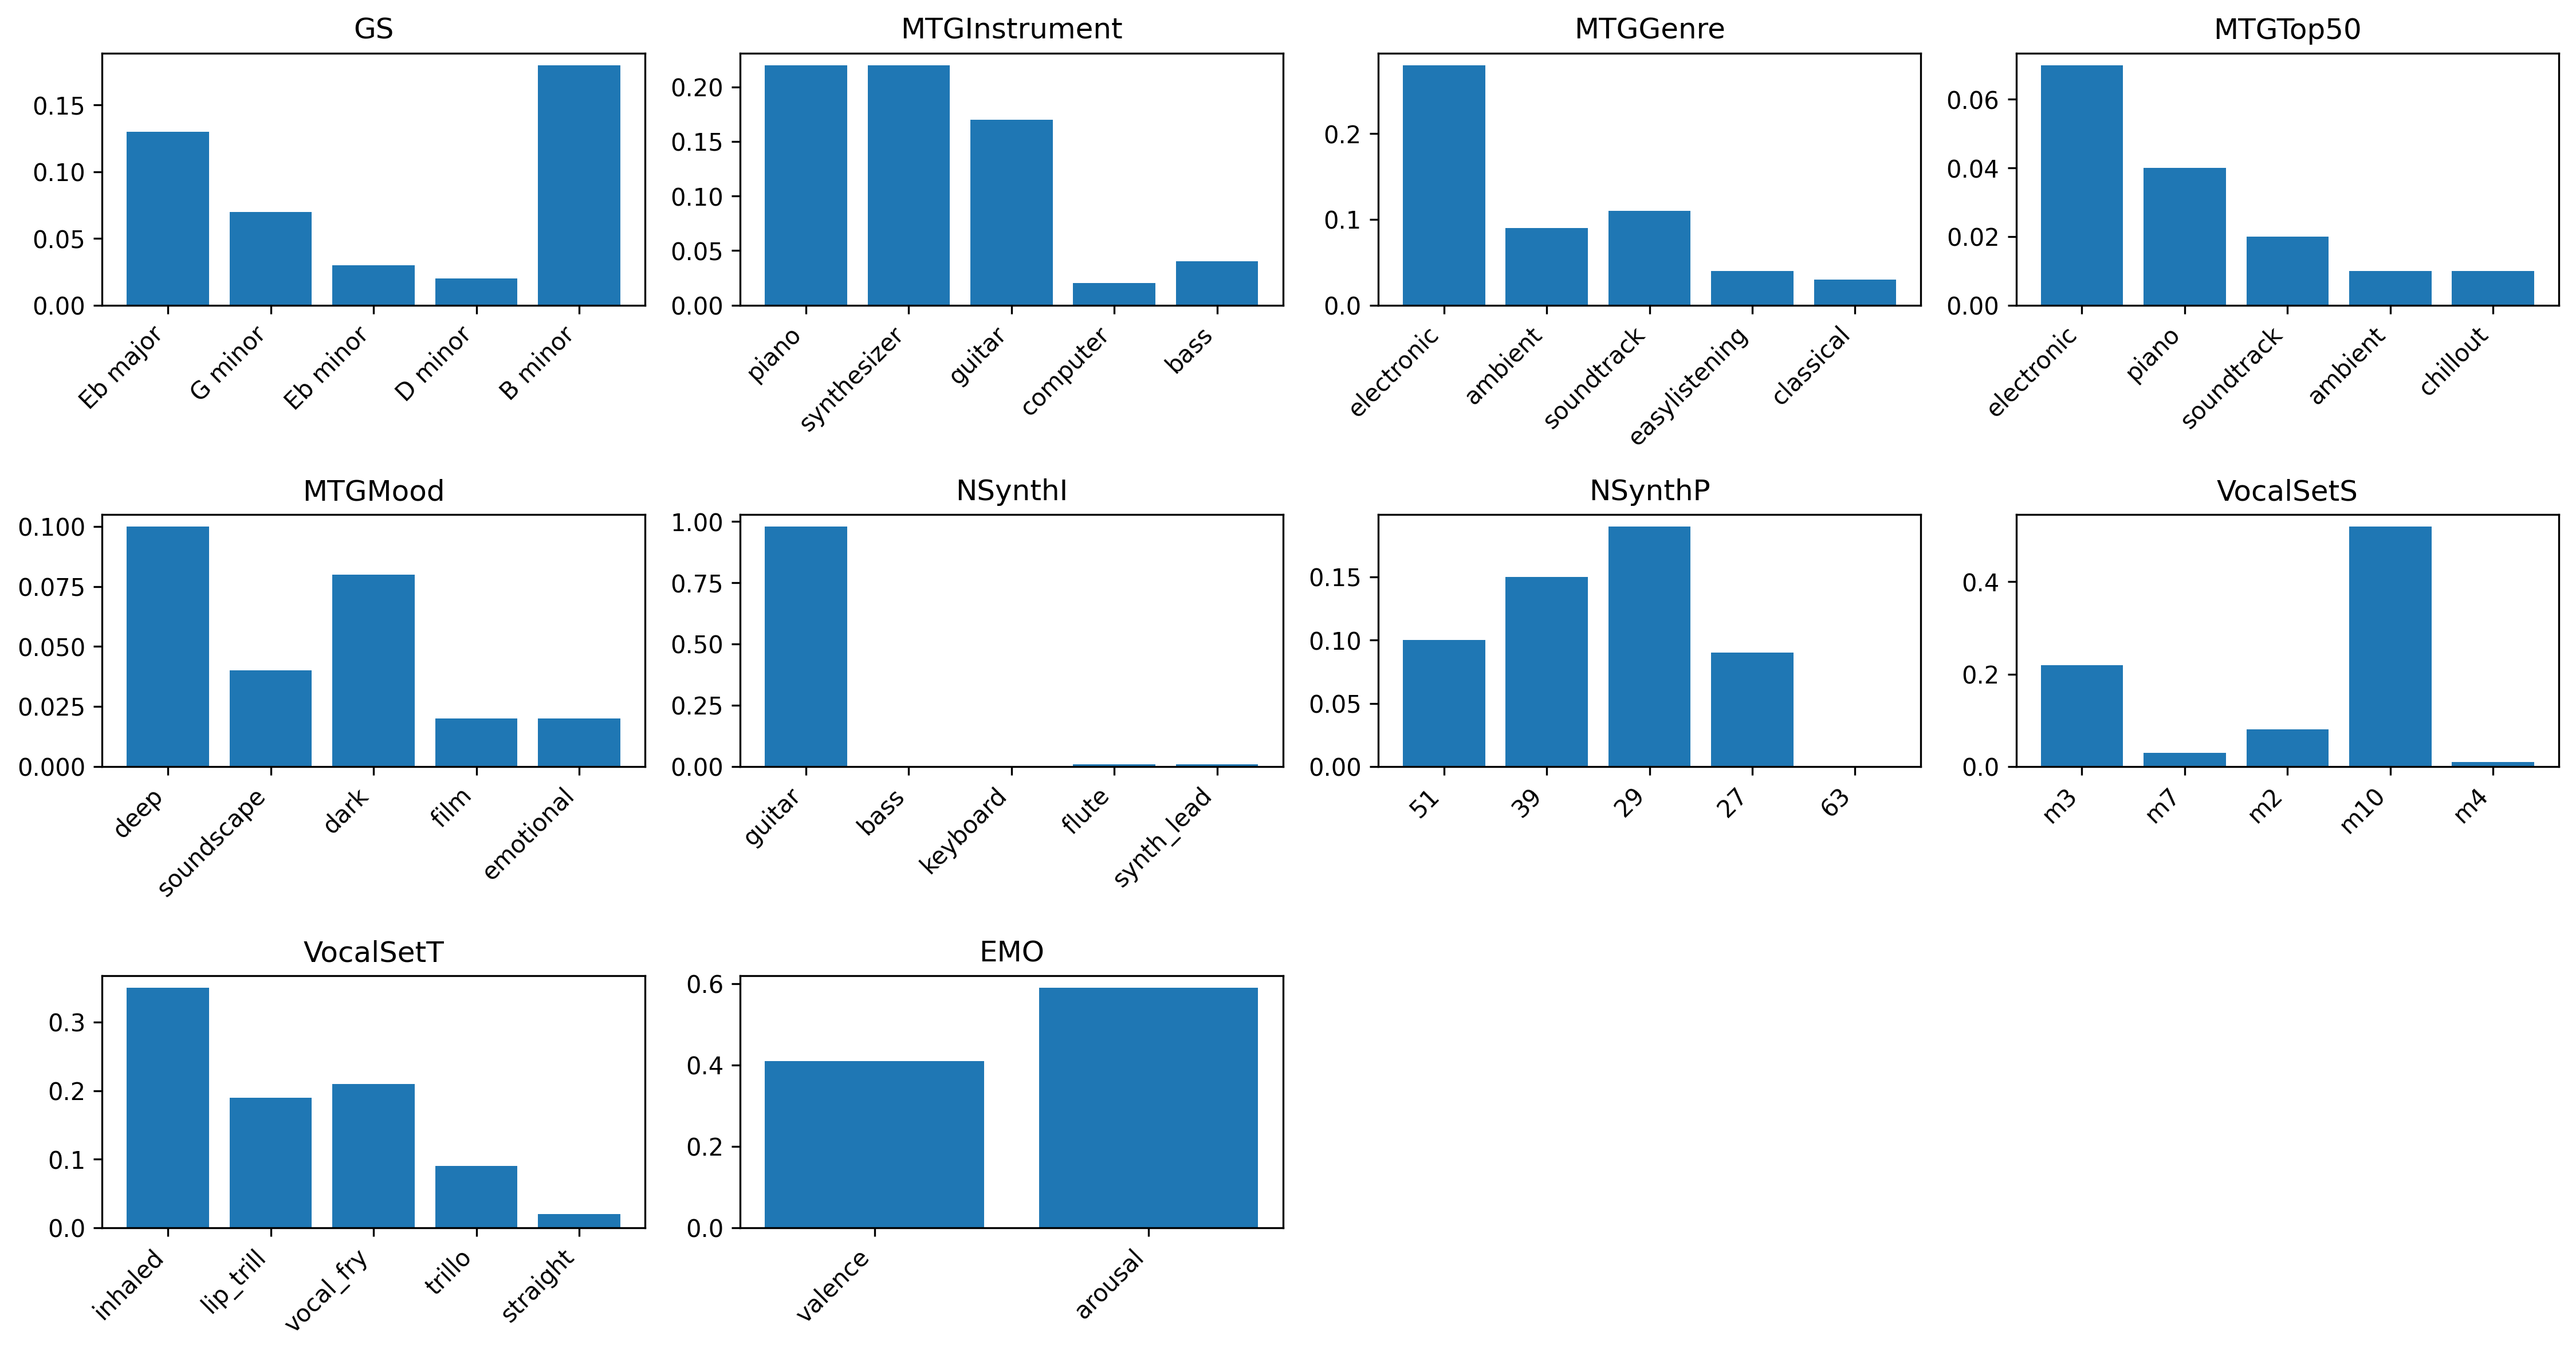 GS
0.15
0.10
0.05
0.00
Eb major
G minor
Eb minor
D minor
B minor
MTGInstrument
0.20
0.15
0.10
0.05
0.00
piano
synthesizer
guitar
computer
bass
MTGGenre
0.2
0.1
0.0
electronic
ambient
soundtrack
easylistening
classical
MTGTop50
0.06
0.04
0.02
0.00
electronic
piano
soundtrack
ambient
chillout
MTGMood
0.100
0.075
0.050
0.025
0.000
deep
soundscape
dark
film
emotional
NSynthI
1.00
0.75
0.50
0.25
0.00
guitar
bass
keyboard
flute
synth_lead
NSynthP
0.15
0.10
0.05
0.00
51
39
29
27
63
VocalSetS
0.4
0.2
0.0
m3
m7
m2
m10
m4
VocalSetT
0.3
0.2
0.1
0.0
inhaled
lip_trill
vocal_fry
trillo
straight
EMO
0.6
0.4
0.2
0.0
valence
arousal